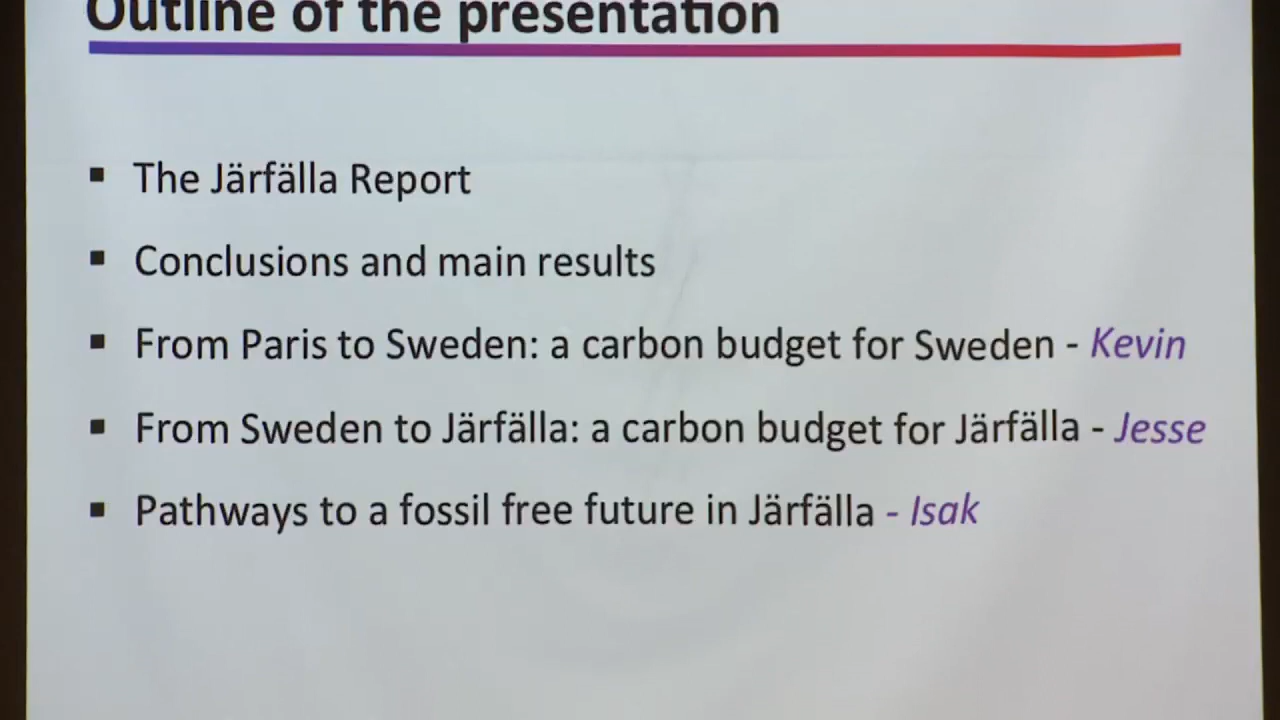 Outline of the presentation
▪ The Järfälla Report
▪ Conclusions and main results
▪ From Paris to Sweden: a carbon budget for Sweden - Kevin
▪ From Sweden to Järfälla: a carbon budget for Järfälla - Jesse
▪ Pathways to a fossil free future in Järfälla - Isak